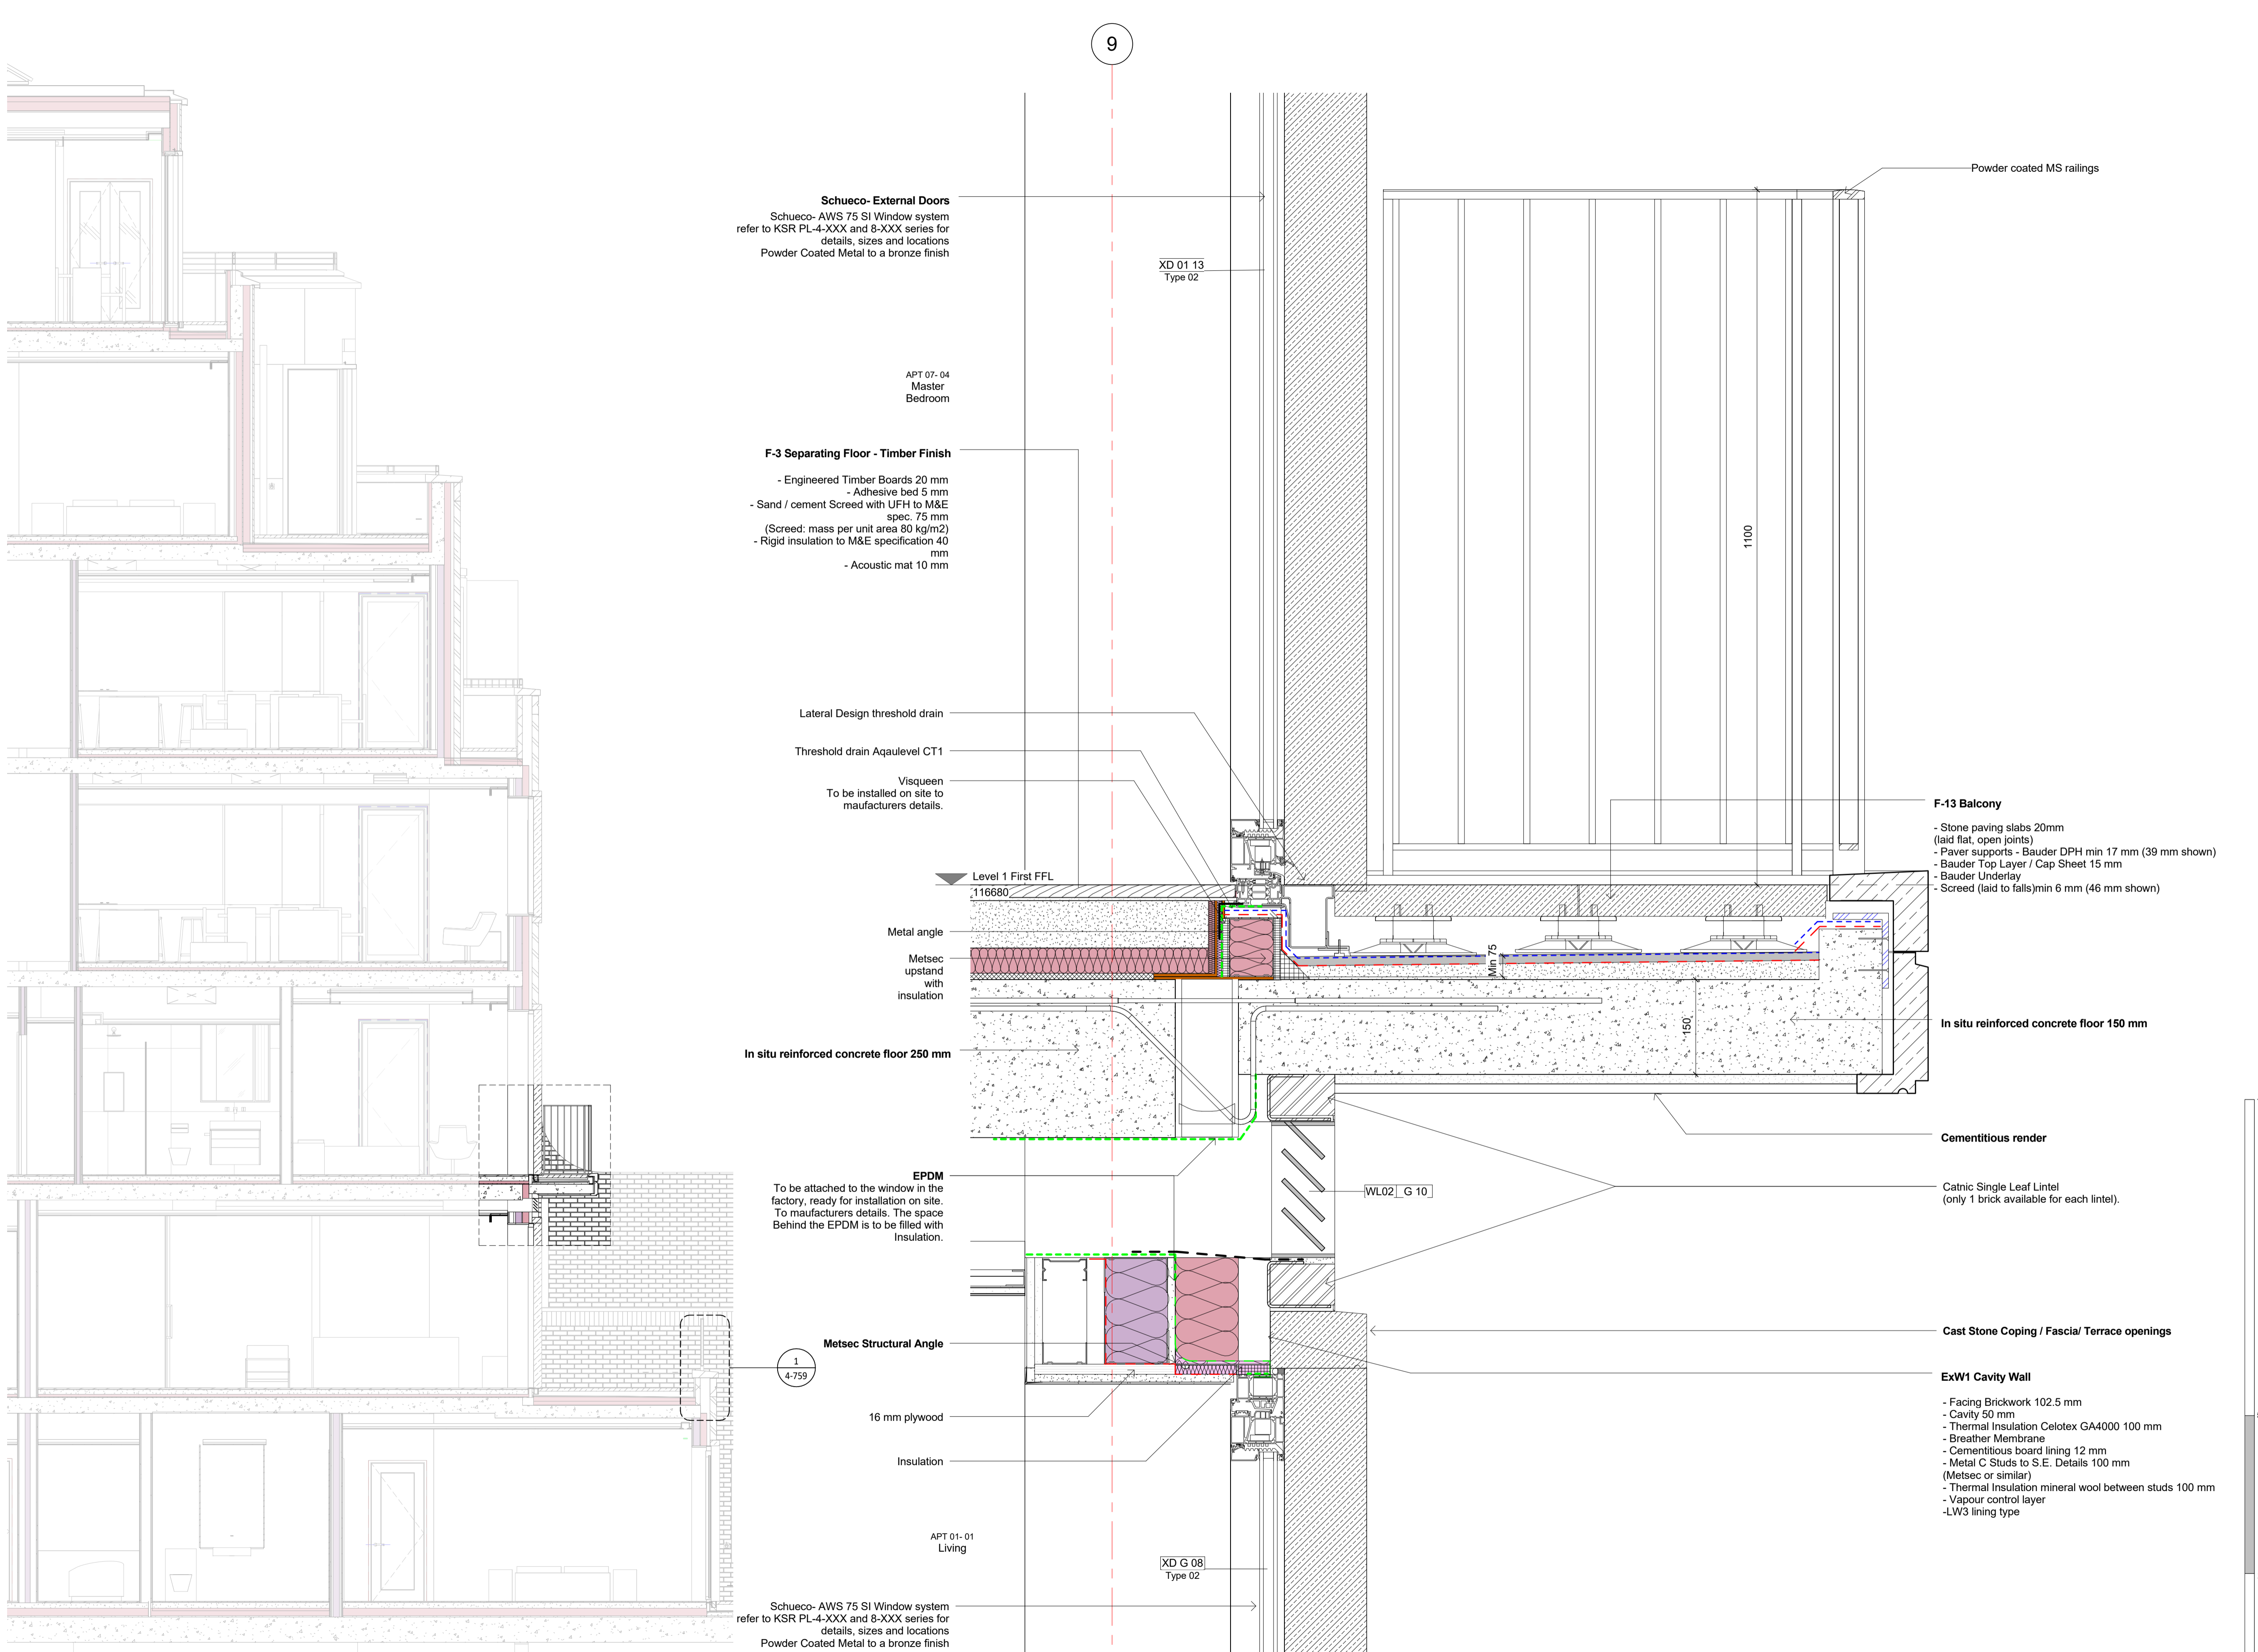 9
Powder coated MS railings
Schueco- External Doors
Schueco- AWS 75 SI Window system
refer to KSR PL-4-XXX and 8-XXX series for
details, sizes and locations
Powder Coated Metal to a bronze finish
XD 01 13
Type 02
APT 07- 04
Master
Bedroom
F-3 Separating Floor - Timber Finish
- Engineered Timber Boards 20 mm
- Adhesive bed 5 mm
- Sand / cement Screed with UFH to M&E
spec. 75 mm
(Screed: mass per unit area 80 kg/m2)
- Rigid insulation to M&E specification 40
mm
- Acoustic mat 10 mm
1100
Lateral Design threshold drain
Threshold drain Aqaulevel CT1
Visqueen
To be installed on site to
maufacturers details.
F-13 Balcony
- Stone paving slabs 20mm
(laid flat, open joints)
- Paver supports - Bauder DPH min 17 mm (39 mm shown)
- Bauder Top Layer / Cap Sheet 15 mm
- Bauder Underlay
- Screed (laid to falls)min 6 mm (46 mm shown)
Level 1 First FFL
116680
Metal angle
Metsec
upstand
with
insulation
Min 75
150
In situ reinforced concrete floor 150 mm
In situ reinforced concrete floor 250 mm
Cementitious render
EPDM
To be attached to the window in the
factory, ready for installation on site.
To maufacturers details. The space
Behind the EPDM is to be filled with
Insulation.
WL02 G 10
Catnic Single Leaf Lintel
(only 1 brick available for each lintel).
Metsec Structural Angle
Cast Stone Coping / Fascia/ Terrace openings
1
4-759
ExW1 Cavity Wall
- Facing Brickwork 102.5 mm
- Cavity 50 mm
- Thermal Insulation Celotex GA4000 100 mm
- Breather Membrane
- Cementitious board lining 12 mm
- Metal C Studs to S.E. Details 100 mm
(Metsec or similar)
- Thermal Insulation mineral wool between studs 100 mm
- Vapour control layer
-LW3 lining type
16 mm plywood
Insulation
APT 01- 01
Living
XD G 08
Type 02
Schueco- AWS 75 SI Window system
refer to KSR PL-4-XXX and 8-XXX series for
details, sizes and locations
Powder Coated Metal to a bronze finish